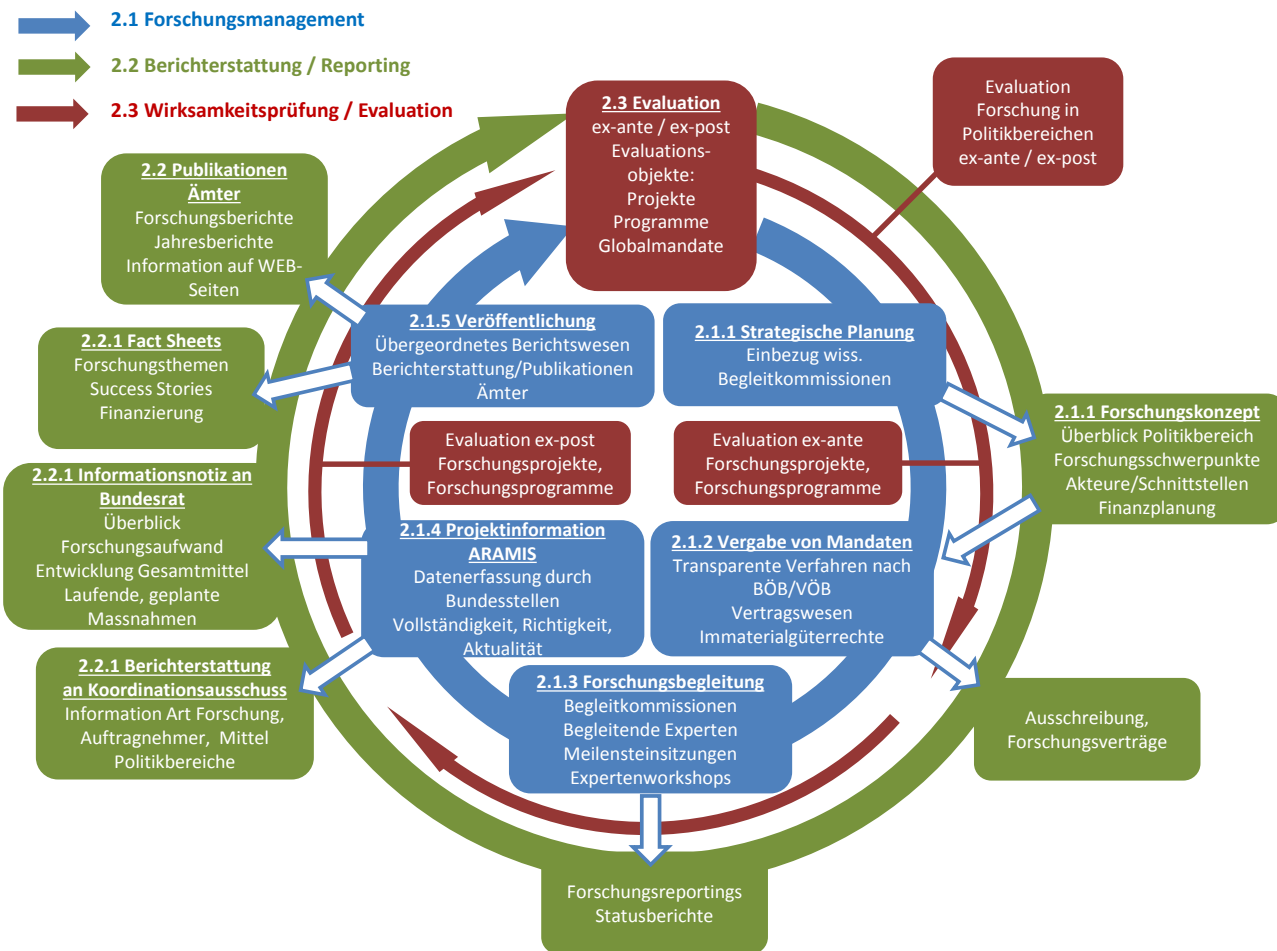 2.1 Forschungsmanagement
2.2 Berichterstattung / Reporting
2.3 Wirksamkeitsprüfung / Evaluation
2.3 Evaluation
ex-ante / ex-post
Evaluations-
objekte:
Projekte
Programme
Globalmandate
Evaluation
Forschung in
Politikbereichen
ex-ante / ex-post
2.2 Publikationen
Ämter
Forschungsberichte
Jahresberichte
Information auf WEB-
Seiten
2.1.5 Veröffentlichung
Übergeordnetes Berichtswesen
Berichterstattung/Publikationen
Ämter
2.1.1 Strategische Planung
Einbezug wiss.
Begleitkommissionen
2.2.1 Fact Sheets
Forschungsthemen
Success Stories
Finanzierung
2.1.1 Forschungskonzept
Überblick Politikbereich
Forschungsschwerpunkte
Akteure/Schnittstellen
Finanzplanung
Evaluation ex-post
Forschungsprojekte,
Forschungsprogramme
Evaluation ex-ante
Forschungsprojekte,
Forschungsprogramme
2.2.1 Informationsnotiz an
Bundesrat
Überblick
Forschungsaufwand
Entwicklung Gesamtmittel
Laufende, geplante
Massnahmen
2.1.4 Projektinformation
ARAMIS
Datenerfassung durch
Bundesstellen
Vollständigkeit, Richtigkeit,
Aktualität
2.1.2 Vergabe von Mandaten
Transparente Verfahren nach
BÖB/VÖB
Vertragswesen
Immaterialgüterrechte
2.2.1 Berichterstattung
an Koordinationsausschuss
Information Art Forschung,
Auftragnehmer, Mittel
Politikbereiche
2.1.3 Forschungsbegleitung
Begleitkommissionen
Begleitende Experten
Meilensteinsitzungen
Expertenworkshops
Ausschreibung,
Forschungsverträge
Forschungsreportings
Statusberichte